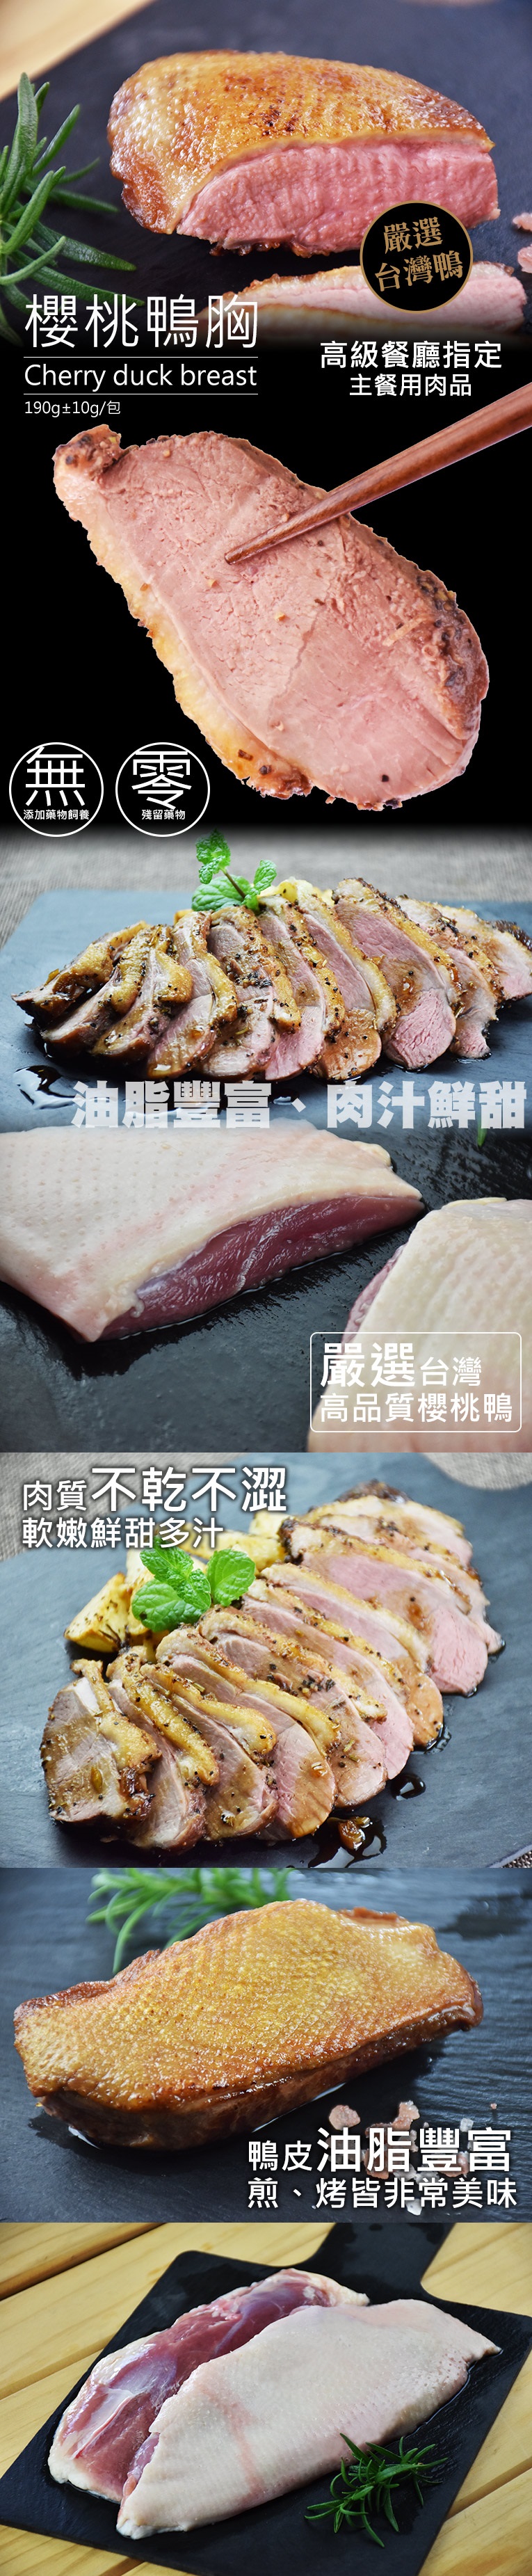 嚴選
台灣鴨
櫻桃鴨胸
Cherry duck breast
190g±10g/包
高級餐廳指定
主餐用肉品
無
添加藥物飼養
零
殘留藥物
油脂豐富、肉汁鮮甜
嚴選台灣
高品質櫻桃鴨
肉質不乾不澀
軟嫩鮮甜多汁
鴨皮油脂豐富
煎、烤皆非常美味